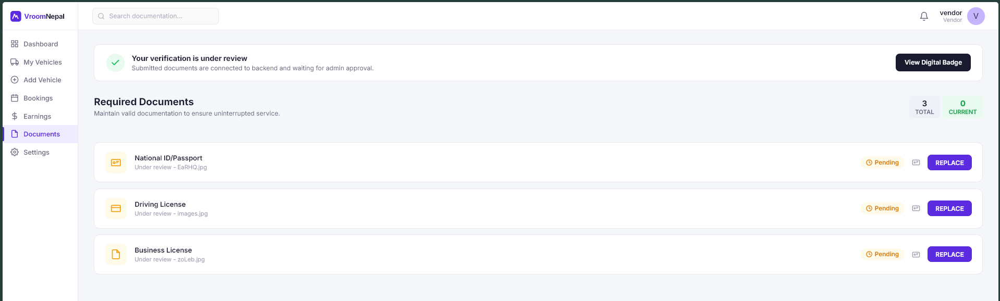 VroomNepal
Search documentation...
vendor
Vendor
V
Dashboard
My Vehicles
Add Vehicle
Bookings
Earnings
Documents
Settings
Your verification is under review
Submitted documents are connected to backend and waiting for admin approval.
View Digital Badge
Required Documents
Maintain valid documentation to ensure uninterrupted service.
3
TOTAL
0
CURRENT
National ID/Passport
Under review - EaRHQ.jpg
Pending
REPLACE
Driving License
Under review - images.jpg
Pending
REPLACE
Business License
Under review - zoLeb.jpg
Pending
REPLACE